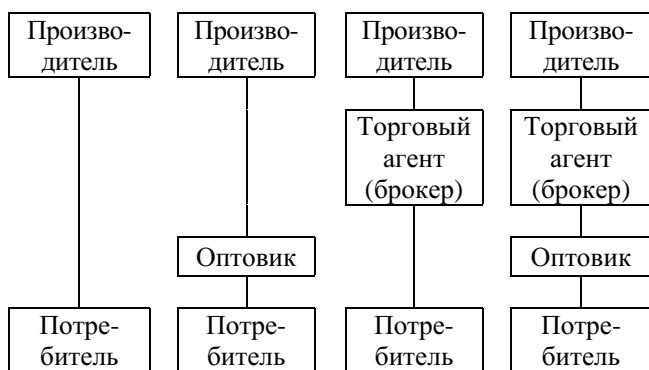 Произво-
дитель
Произво-
дитель
Произво-
дитель
Произво-
дитель
Торговый
агент
(брокер)
Торговый
агент
(брокер)
Оптовик
Оптовик
Потре-
битель
Потре-
битель
Потре-
битель
Потре-
битель